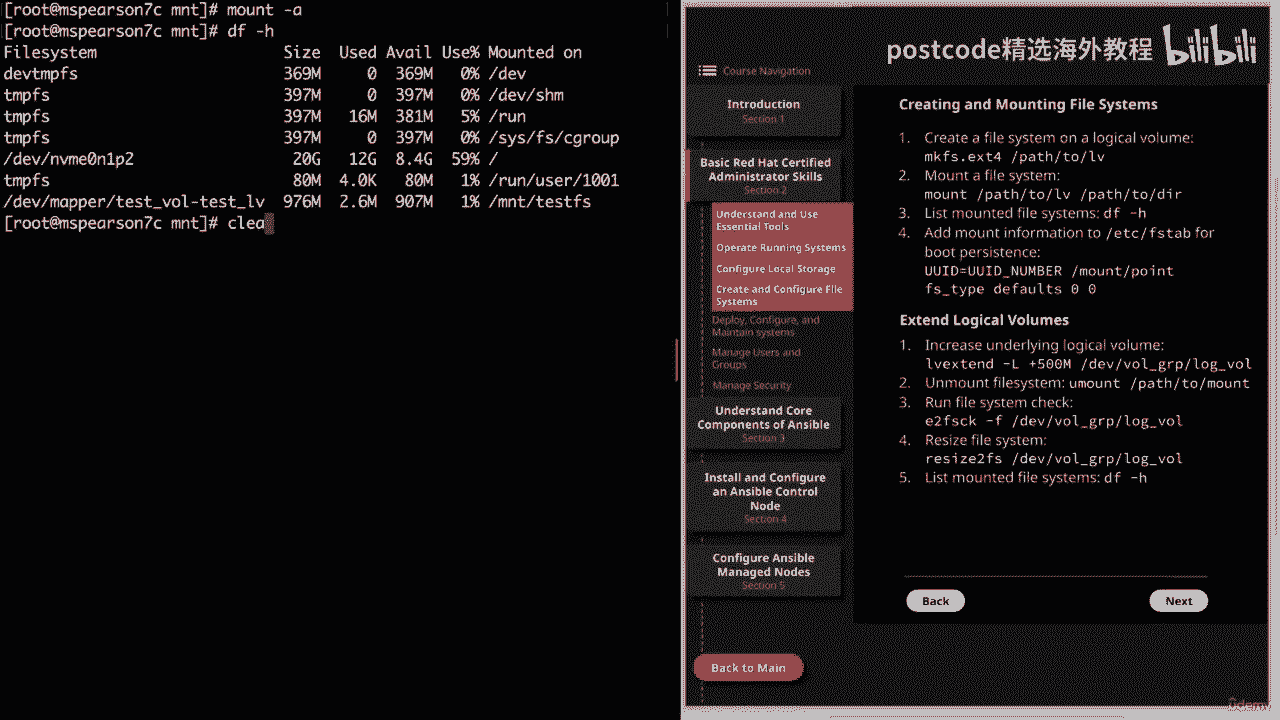 [root@mspearson7c mnt]# mount -a
[root@mspearson7c mnt]# df -h
Filesystem Size Used Avail Use% Mounted on
devtmpfs 369M 0 369M 0% /dev
tmpfs 397M 0 397M 0% /dev/shm
tmpfs 397M 16M 381M 5% /run
tmpfs 397M 0 397M 0% /sys/fs/cgroup
/dev/nvme0n1p2 20G 12G 8.4G 59% /
tmpfs 80M 4.0K 80M 1% /run/user/1001
/dev/mapper/test_vol-test_lv 976M 2.6M 907M 1% /mnt/testfs
[root@mspearson7c mnt]# clea
postcode精选海外教程 bilibili
Course Navigation
Introduction
Section 1
Basic Red Hat Certified
Administrator Skills
Section 2
Understand and Use
Essential Tools
Operate Running Systems
Configure Local Storage
Create and Configure File
Systems
Deploy, Configure, and
Maintain systems
Manage Users and
Groups
Manage Security
Understand Core
Components of Ansible
Section 3
Install and Configure
an Ansible Control
Node
Section 4
Configure Ansible
Managed Nodes
Section 5
Back to Main
Creating and Mounting File Systems
1. Create a file system on a logical volume:
mkfs.ext4 /path/to/lv
2. Mount a file system:
mount /path/to/lv /path/to/dir
3. List mounted file systems: df -h
4. Add mount information to /etc/fstab for
boot persistence:
UUID=UUID_NUMBER /mount/point
fs_type defaults 0 0
Extend Logical Volumes
1. Increase underlying logical volume:
lvextend -L +500M /dev/vol_grp/log_vol
2. Unmount filesystem: umount /path/to/mount
3. Run file system check:
e2fsck -f /dev/vol_grp/log_vol
4. Resize file system:
resize2fs /dev/vol_grp/log_vol
5. List mounted file systems: df -h
Back
Next
Udemy